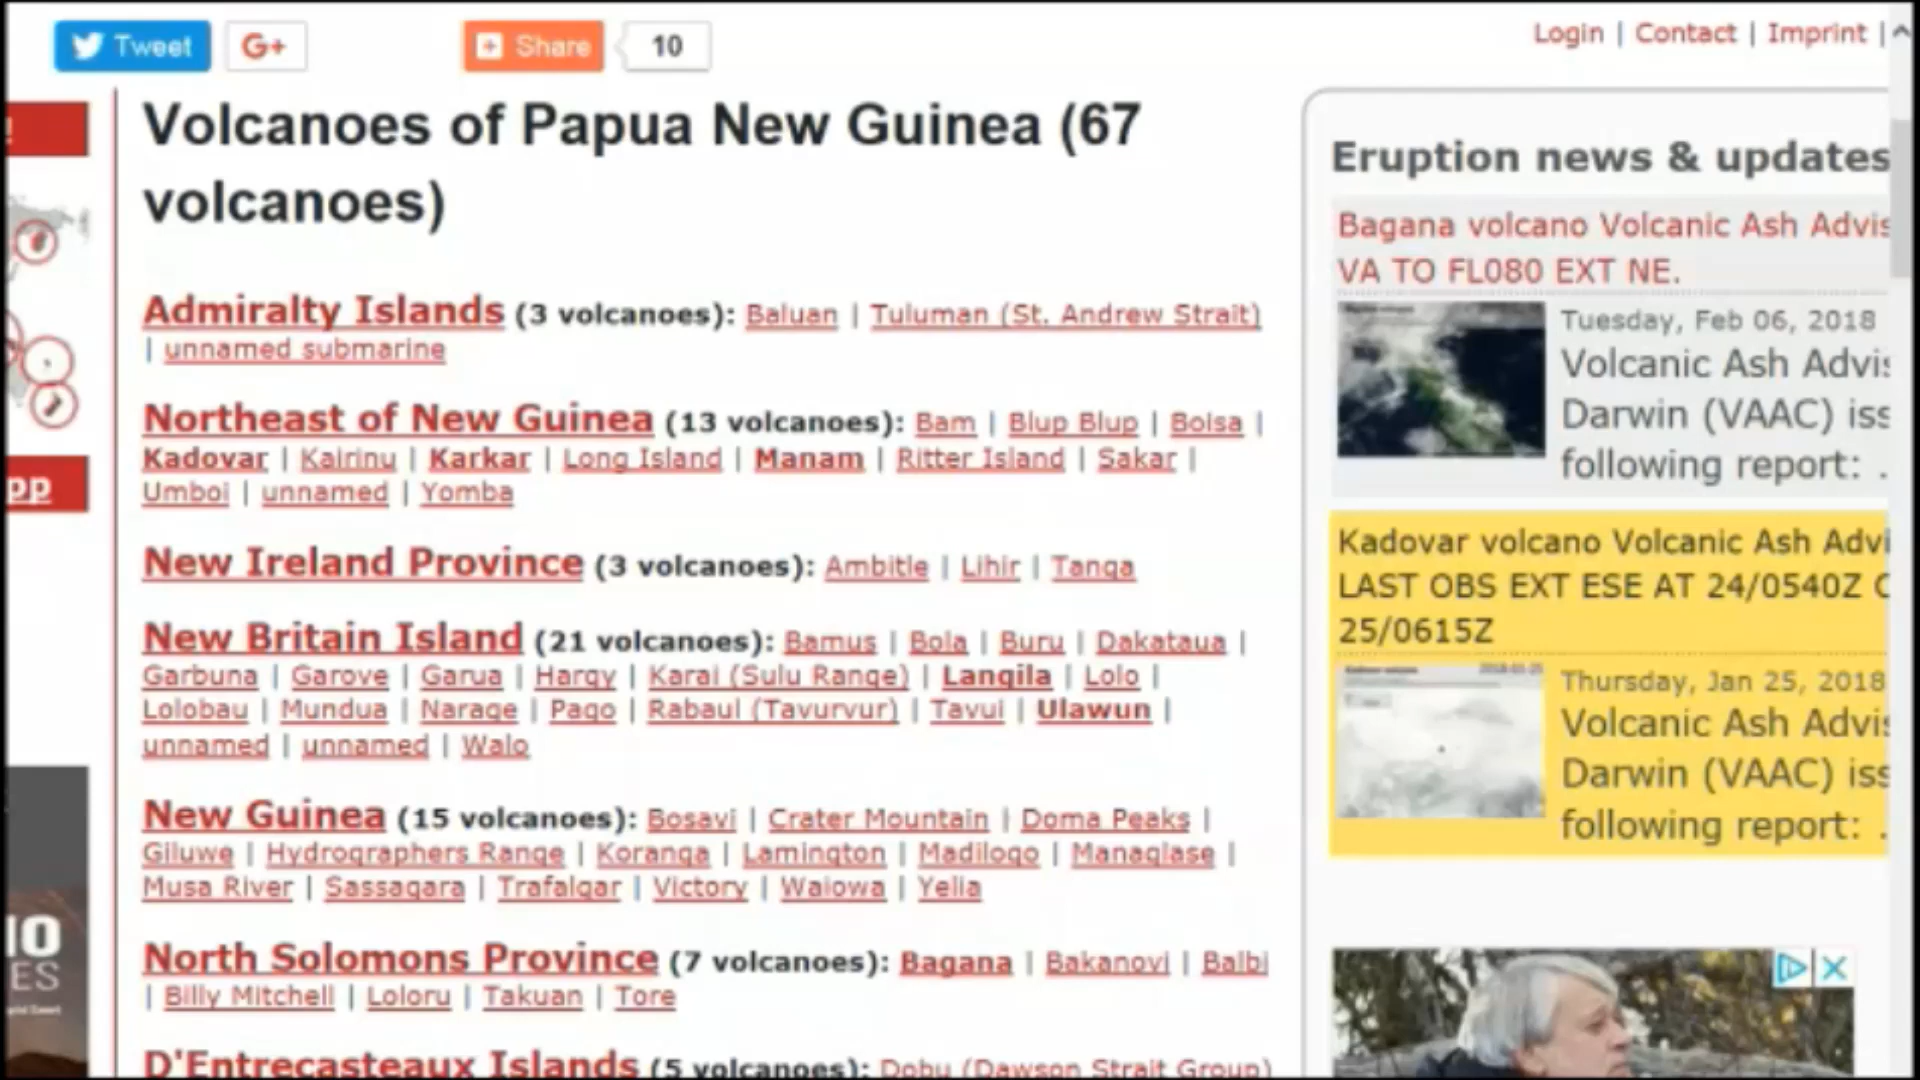 Tweet
G+
Share
10
Login | Contact | Imprint |
Volcanoes of Papua New Guinea (67
volcanoes)
Admiralty Islands (3 volcanoes): Baluan | Tuluman (St. Andrew Strait)
| unnamed submarine
Northeast of New Guinea (13 volcanoes): Bam | Blup Blup | Boisa |
Kadovar | Kairiru | Karkar | Long Island | Manam | Ritter Island | Sakar |
Umboi | unnamed | Yomba
New Ireland Province (3 volcanoes): Ambitle | Lihir | Tanga
New Britain Island (21 volcanoes): Bamus | Bola | Buru | Dakataua |
Garbuna | Garove | Garua | Hargy | Karai (Sulu Range) | Langila | Lolo |
Lolobau | Mundua | Narage | Pago | Rabaul (Tavurvur) | Tavui | Ulawun |
unnamed | unnamed | Walo
New Guinea (15 volcanoes): Bosavi | Crater Mountain | Doma Peaks |
Giluwe | Hydrographers Range | Koranga | Lamington | Madilogo | Managlase |
Musa River | Sassagara | Trafalgar | Victory | Waiowa | Yelia
North Solomons Province (7 volcanoes): Bagana | Bakanovi | Balbi
| Billy Mitchell | Loloru | Takuan | Tore
D'Entrecasteaux Islands (5 volcanoes): Dobu (Dawson Strait Group)
Eruption news & updates
Bagana volcano Volcanic Ash Advis
VA TO FL080 EXT NE.
Tuesday, Feb 06, 2018
Volcanic Ash Advis
Darwin (VAAC) iss
following report: .
Kadovar volcano Volcanic Ash Advi
LAST OBS EXT ESE AT 24/0540Z
25/0615Z
Thursday, Jan 25, 2018
Volcanic Ash Advis
Darwin (VAAC) iss
following report: .
pp
IO
ES